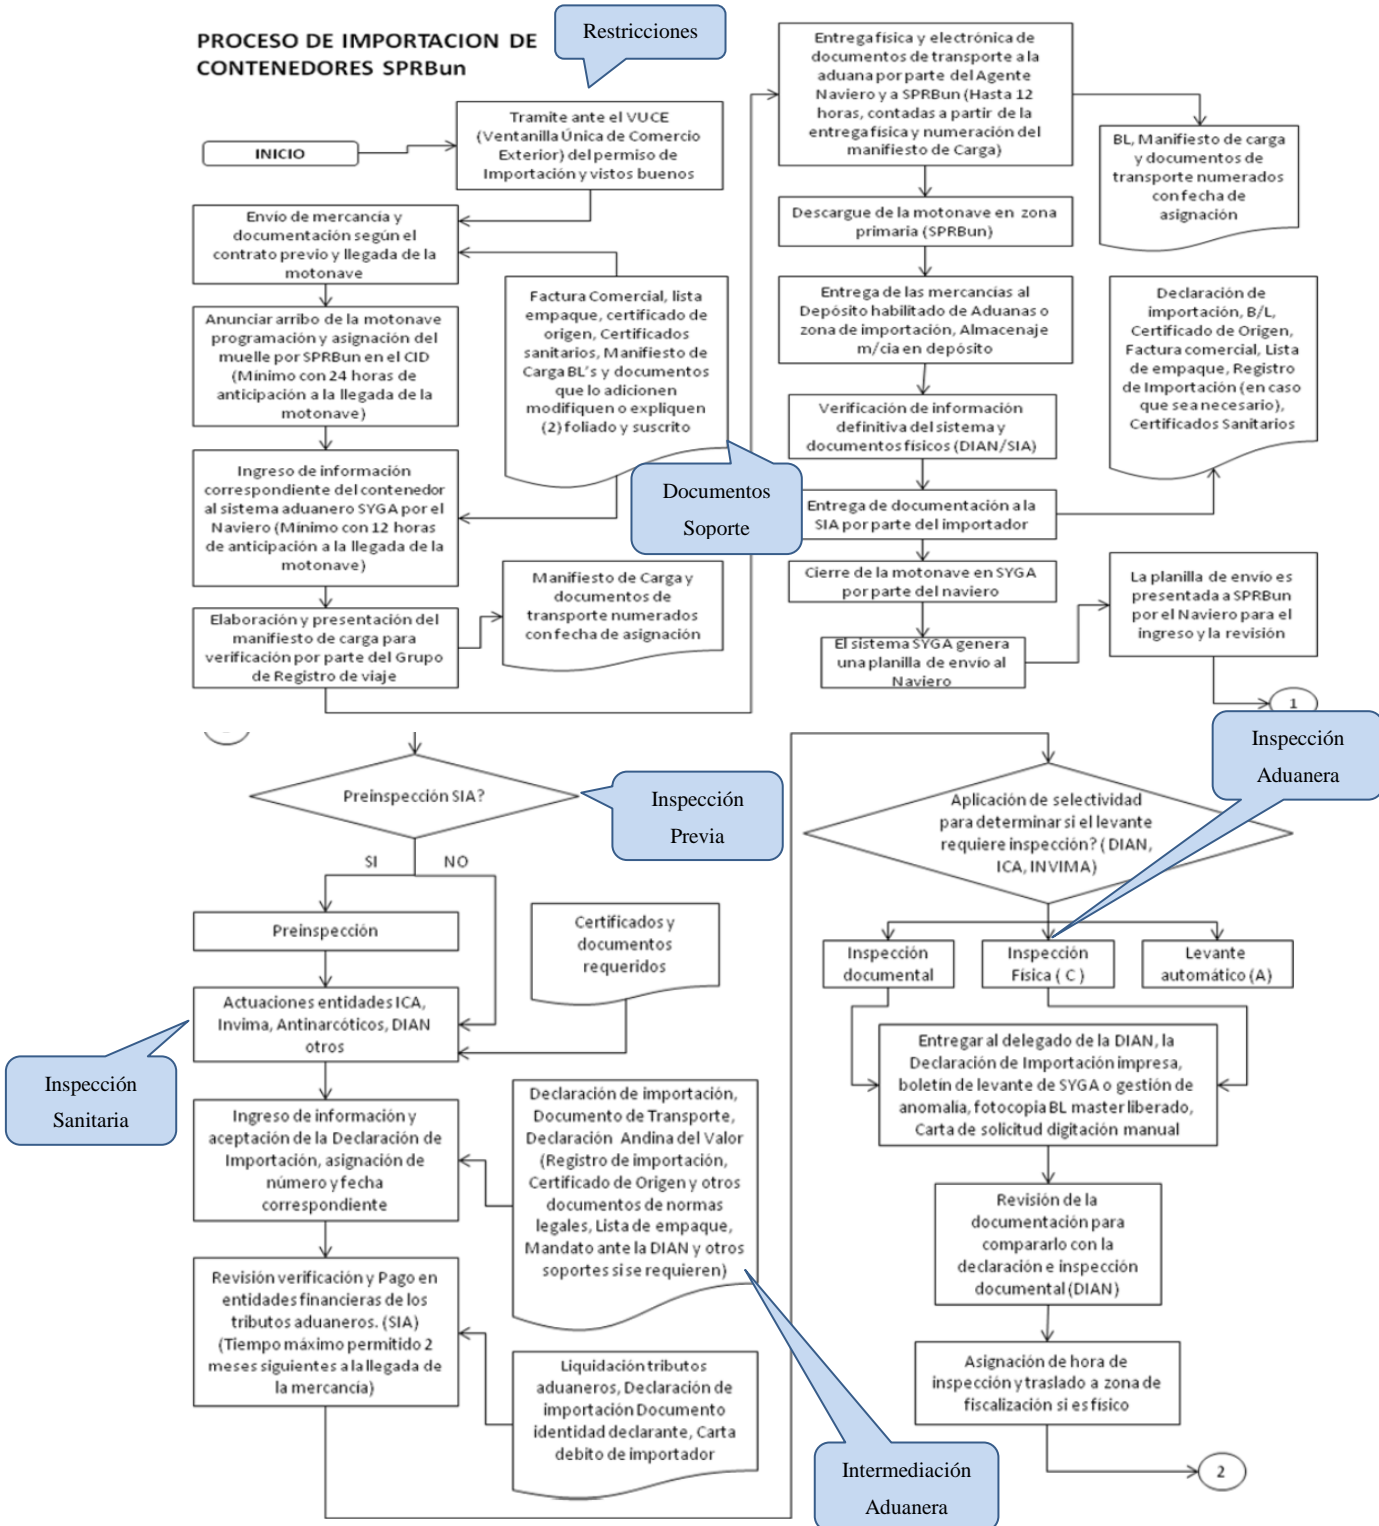 PROCESO DE IMPORTACION DE
CONTENEDORES SPRBun
Restricciones
INICIO
Tramite ante el VUCE
(Ventanilla Única de Comercio
Exterior) del permiso de
Importación y vistos buenos
Envío de mercancía y
documentación según el
contrato previo y llegada de la
motonave
Anunciar arribo de la motonave
programación y asignación del
muelle por SPRBun en el CID
(Mínimo con 24 horas de
anticipación a la llegada de la
motonave)
Factura Comercial, lista
empaque, certificado de
origen, Certificados
sanitarios, Manifiesto de
Carga BL's y documentos
que lo adicionen
modifiquen o expliquen
(2) foliado y suscrito
Documentos
Soporte
Ingreso de información
correspondiente del contenedor
al sistema aduanero SYGA por el
Naviero (Mínimo con 12 horas
de anticipación a la llegada de la
motonave)
Elaboración y presentación del
manifiesto de carga para
verificación por parte del Grupo
de Registro de viaje
Manifiesto de Carga y
documentos de
transporte numerados
con fecha de asignación
Entrega física y electrónica de
documentos de transporte a la
aduana por parte del Agente
Naviero y a SPRBun (Hasta 12
horas, contadas a partir de la
entrega física y numeración del
manifiesto de Carga)
BL, Manifiesto de carga
y documentos de
transporte numerados
con fecha de
asignación
Descargue de la motonave en zona
primaria (SPRBun)
Entrega de las mercancías al
Depósito habilitado de Aduanas o
zona de importación, Almacenaje
m/cia en depósito
Verificación de información
definitiva del sistema y
documentos físicos (DIAN/SIA)
Entrega de documentación a la
SIA por parte del importador
Declaración de
importación, B/L,
Certificado de Origen,
Factura comercial, Lista
de empaque, Registro
de Importación (en caso
que sea necesario),
Certificados Sanitarios
Cierre de la motonave en SYGA
por parte del naviero
El sistema SYGA genera
una planilla de envío al
Naviero
La planilla de envío es
presentada a SPRBun
por el Naviero para el
ingreso y la revisión
1
Preinspección SIA?
Inspección
Previa
SI
NO
Preinspección
Certificados y
documentos
requeridos
Actuaciones entidades ICA,
Invima, Antinarcóticos, DIAN
otros
Inspección
Sanitaria
Ingreso de información y
aceptación de la Declaración de
Importación, asignación de
número y fecha
correspondiente
Declaración de importación,
Documento de Transporte,
Declaración Andina del Valor
(Registro de importación,
Certificado de Origen y otros
documentos de normas
legales, Lista de empaque,
Mandato ante la DIAN y otros
soportes si se requieren)
Revisión verificación y Pago en
entidades financieras de los
tributos aduaneros. (SIA)
(Tiempo máximo permitido 2
meses siguientes a la llegada de
la mercancía)
Liquidación tributos
aduaneros, Declaración de
importación Documento
identidad declarante, Carta
debito de importador
Intermediación
Aduanera
Inspección
Aduanera
Aplicación de selectividad
para determinar si el levante
requiere inspección? (DIAN,
ICA, INVIMA)
Inspección
documental
Inspección
Física ( C )
Levante
automático (A)
Entregar al delegado de la DIAN, la
Declaración de Importación impresa,
boletín de levante de SYGA o gestión de
anomalía, fotocopia BL master liberado,
Carta de solicitud digitación manual
Revisión de la
documentación para
compararlo con la
declaración e inspección
documental (DIAN)
Asignación de hora de
inspección y traslado a zona de
fiscalización si es físico
2